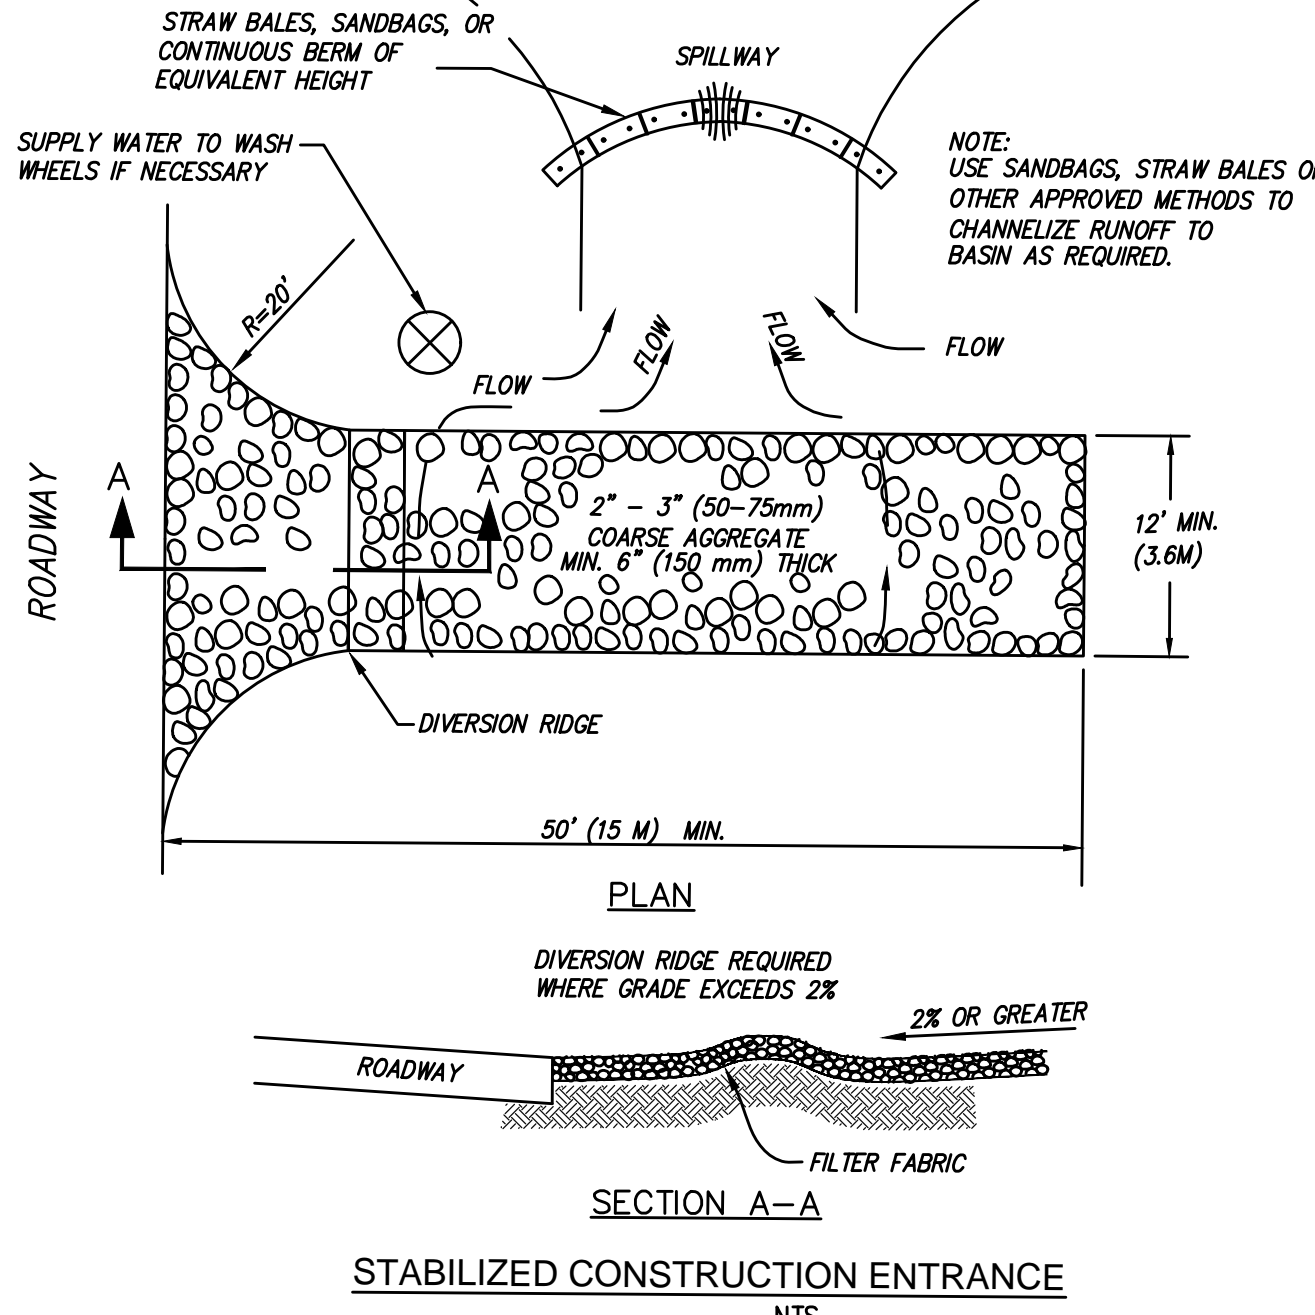 STRAW BALES, SANDBAGS, OR
CONTINUOUS BERM OF
EQUIVALENT HEIGHT
SPILLWAY
SUPPLY WATER TO WASH
WHEELS IF NECESSARY
NOTE:
USE SANDBAGS, STRAW BALES OR
OTHER APPROVED METHODS TO
CHANNELIZE RUNOFF TO
BASIN AS REQUIRED.
R=20'
FLOW
FLOW
FLOW
FLOW
ROADWAY
A
A
2" - 3" (50-75mm)
COARSE AGGREGATE
MIN. 6" (150 mm) THICK
12' MIN.
(3.6M)
DIVERSION RIDGE
50' (15 M) MIN.
PLAN
DIVERSION RIDGE REQUIRED
WHERE GRADE EXCEEDS 2%
2% OR GREATER
ROADWAY
FILTER FABRIC
SECTION A-A
STABILIZED CONSTRUCTION ENTRANCE
NTS